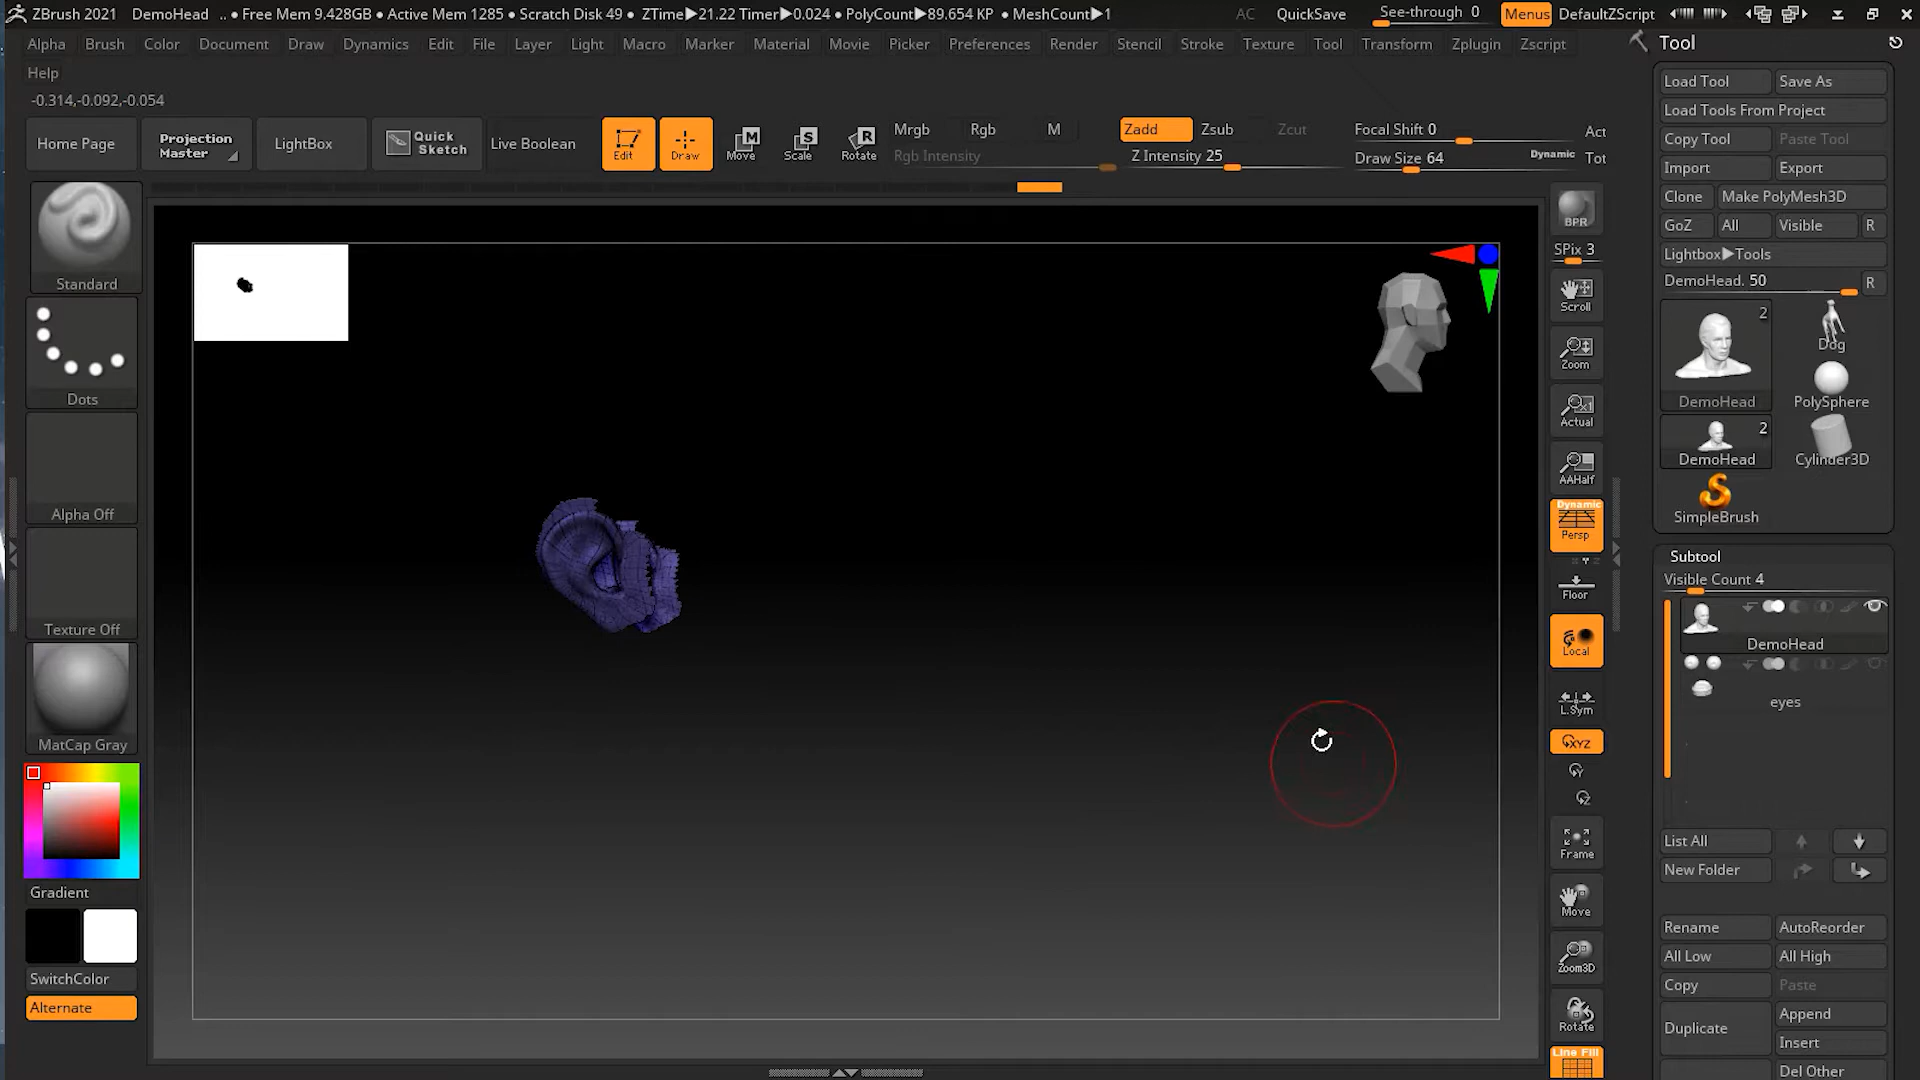 ZBrush 2021 DemoHead .. • Free Mem 9.428GB • Active Mem 1285 • Scratch Disk 49 • ZTime▶21.22 Timer▶0.024 • PolyCount▶89.654 KP • MeshCount▶1 AC QuickSave See-through 0 Menus DefaultZScript
Alpha Brush Color Document Draw Dynamics Edit File Layer Light Macro Marker Material Movie Picker Preferences Render Stencil Stroke Texture Tool Transform Zplugin Zscript
Help
-0.314,-0.092,-0.054
Home Page
Projection
Master
LightBox
Quick
Sketch
Live Boolean
Edit
Draw
Move
Scale
Rotate
Mrgb Rgb M
Rgb Intensity
Zadd Zsub Zcut
Z Intensity 25
Focal Shift 0
Draw Size 64
Dynamic
Act
Tot
Standard
Dots
Alpha Off
Texture Off
MatCap Gray
Gradient
SwitchColor
Alternate
BPR
SPix 3
Scroll
Zoom
Actual
AAHalf
Dynamic
Persp
Floor
Local
L.Sym
XYZ
Y
Z
Frame
Move
Zoom3D
Rotate
Line Fill
Tool
Load Tool Save As
Load Tools From Project
Copy Tool Paste Tool
Import Export
Clone Make PolyMesh3D
GoZ All Visible R
Lightbox▶Tools
DemoHead. 50 R
2
DemoHead
Dog
PolySphere
2
DemoHead
Cylinder3D
SimpleBrush
Subtool
Visible Count 4
DemoHead
eyes
List All
New Folder
Rename AutoReorder
All Low All High
Copy Paste
Duplicate
Append
Insert
Del Other